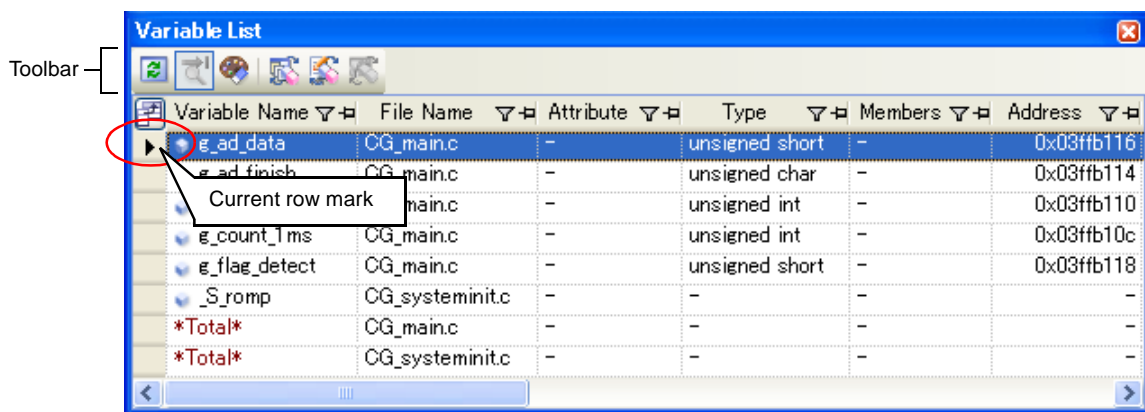 Variable List
Toolbar
Variable Name File Name Attribute Type Members Address
g_ad_data CG_main.c - unsigned short - 0x03ffb116
g_ad_finish CG_main.c - unsigned char - 0x03ffb114
Current row mark main.c - unsigned int - 0x03ffb110
g_count_1ms CG_main.c - unsigned int - 0x03ffb10c
g_flag_detect CG_main.c - unsigned short - 0x03ffb118
_S_romp CG_systeminit.c - - - -
*Total* CG_main.c - - - -
*Total* CG_systeminit.c - - - -